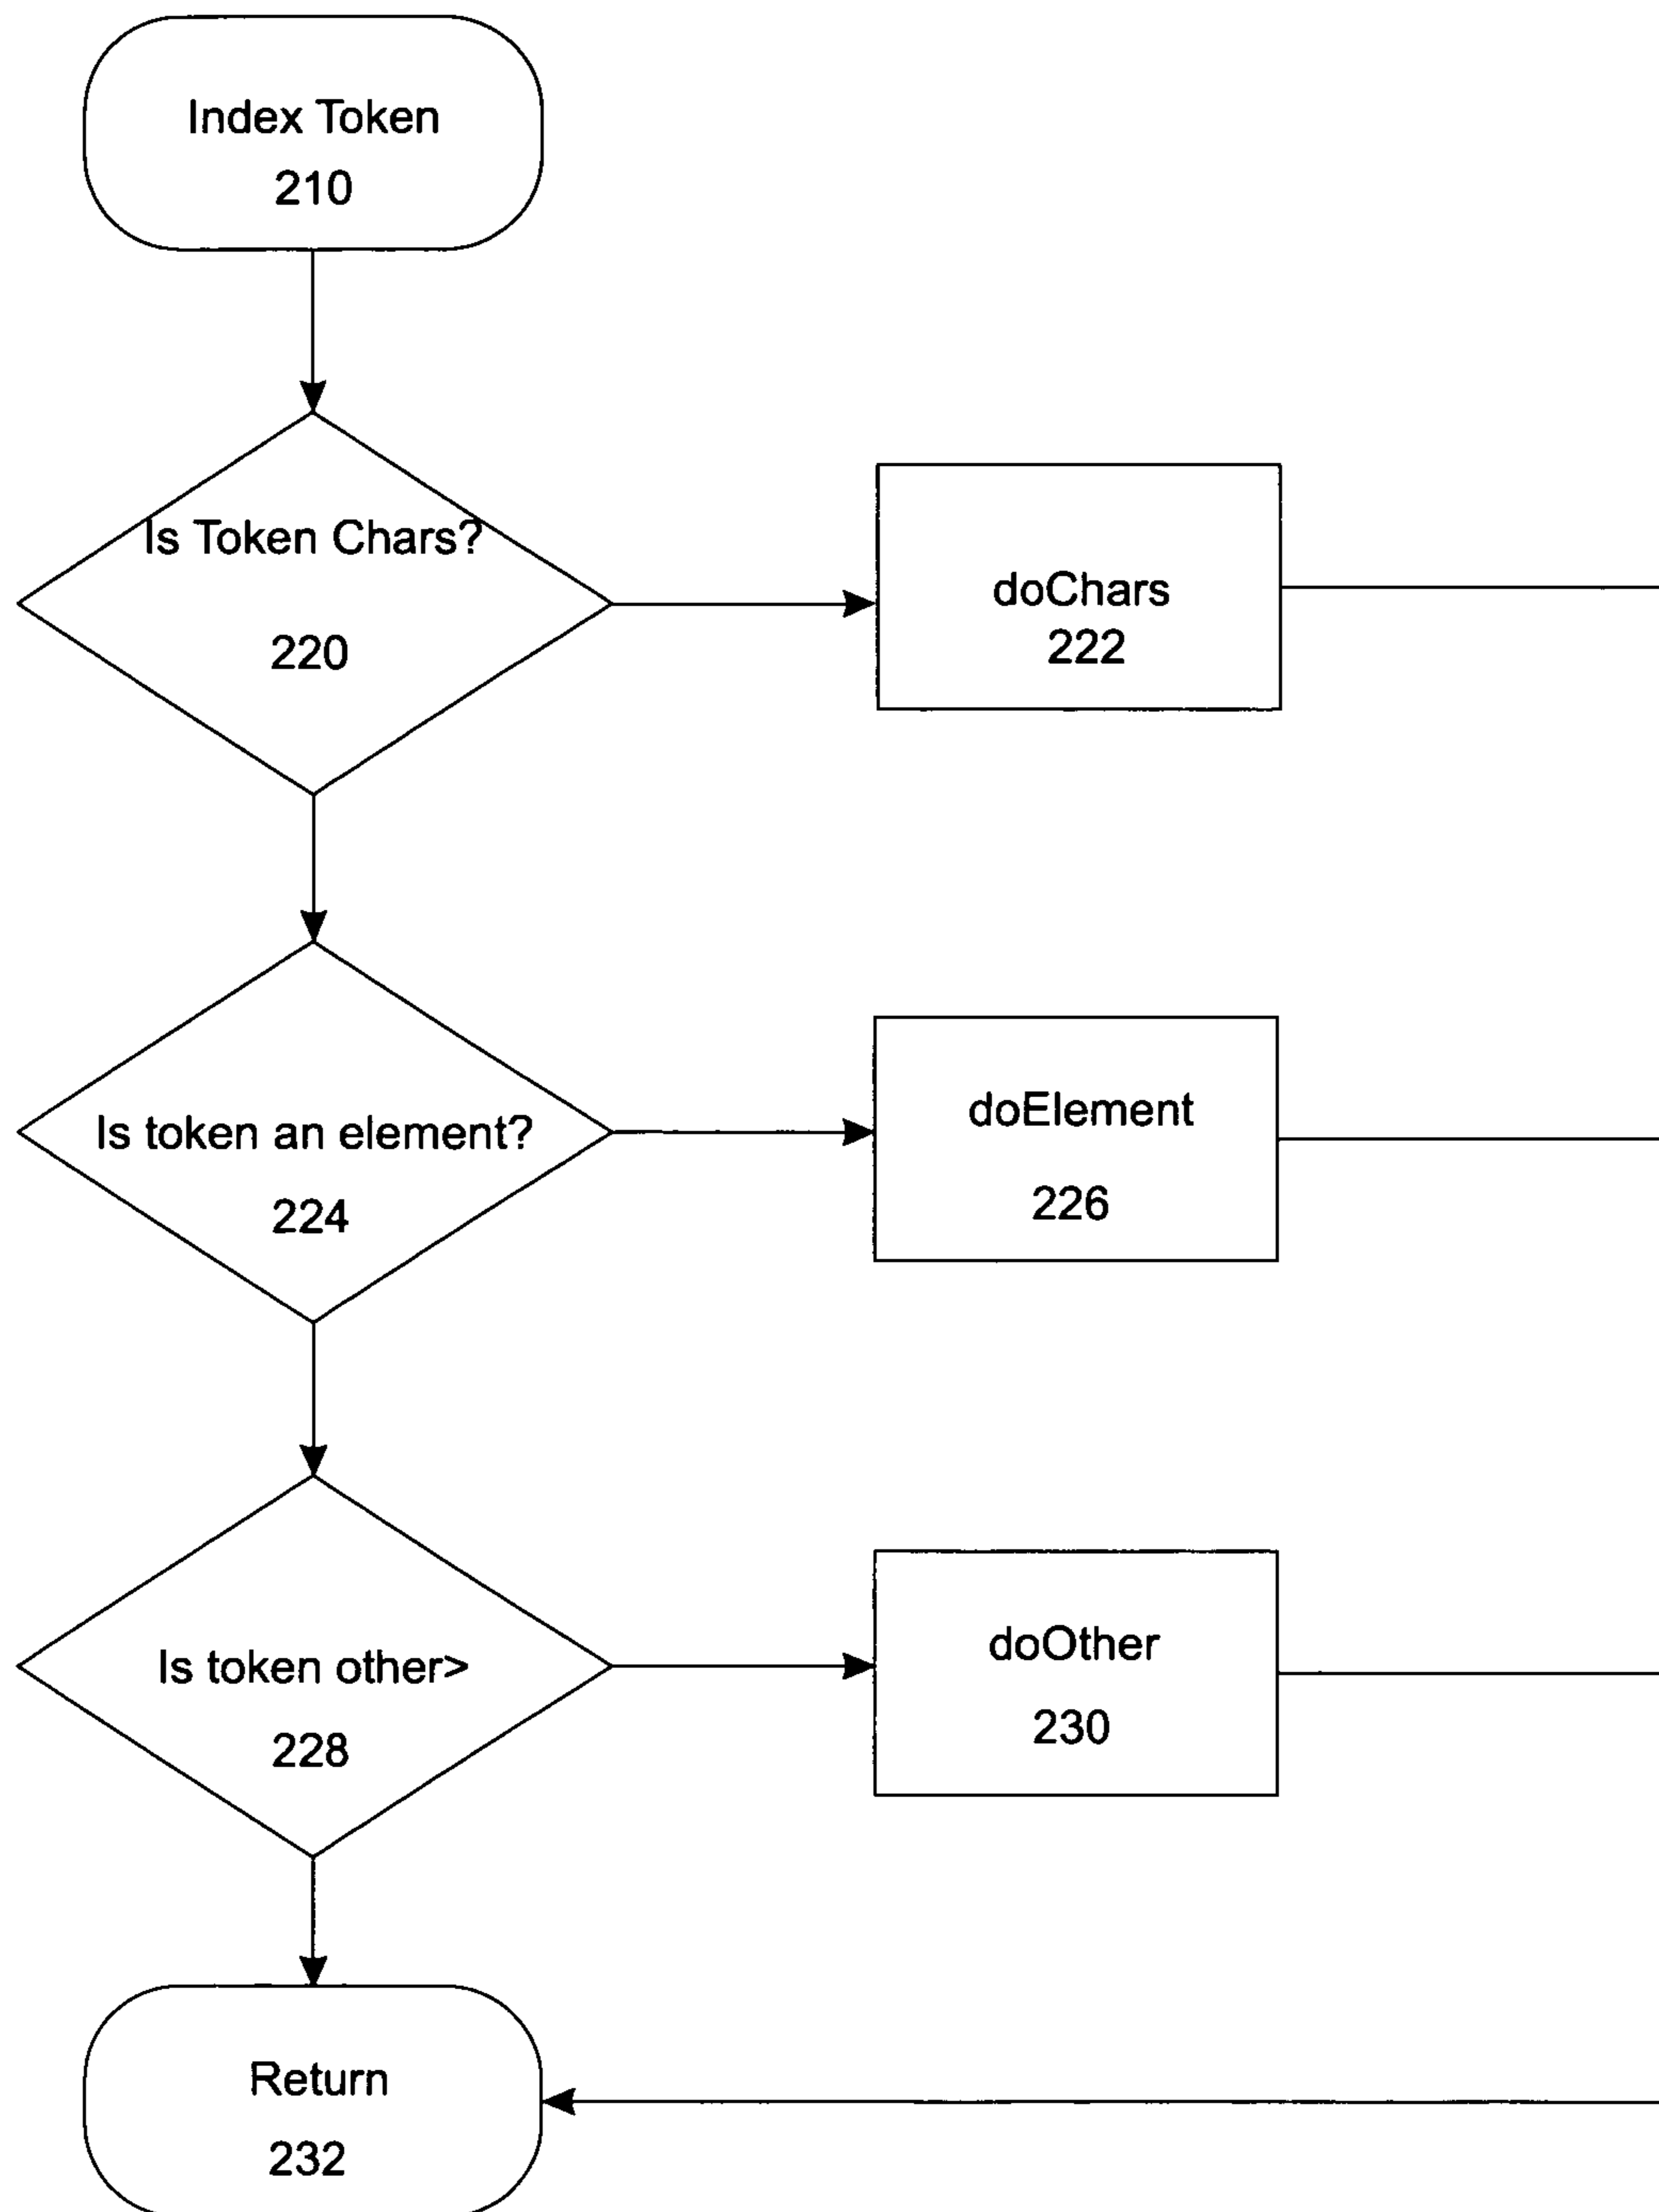 Index Token
210
Is Token Chars?
220
doChars
222
Is token an element?
224
doElement
226
Is token other>
228
doOther
230
Return
232